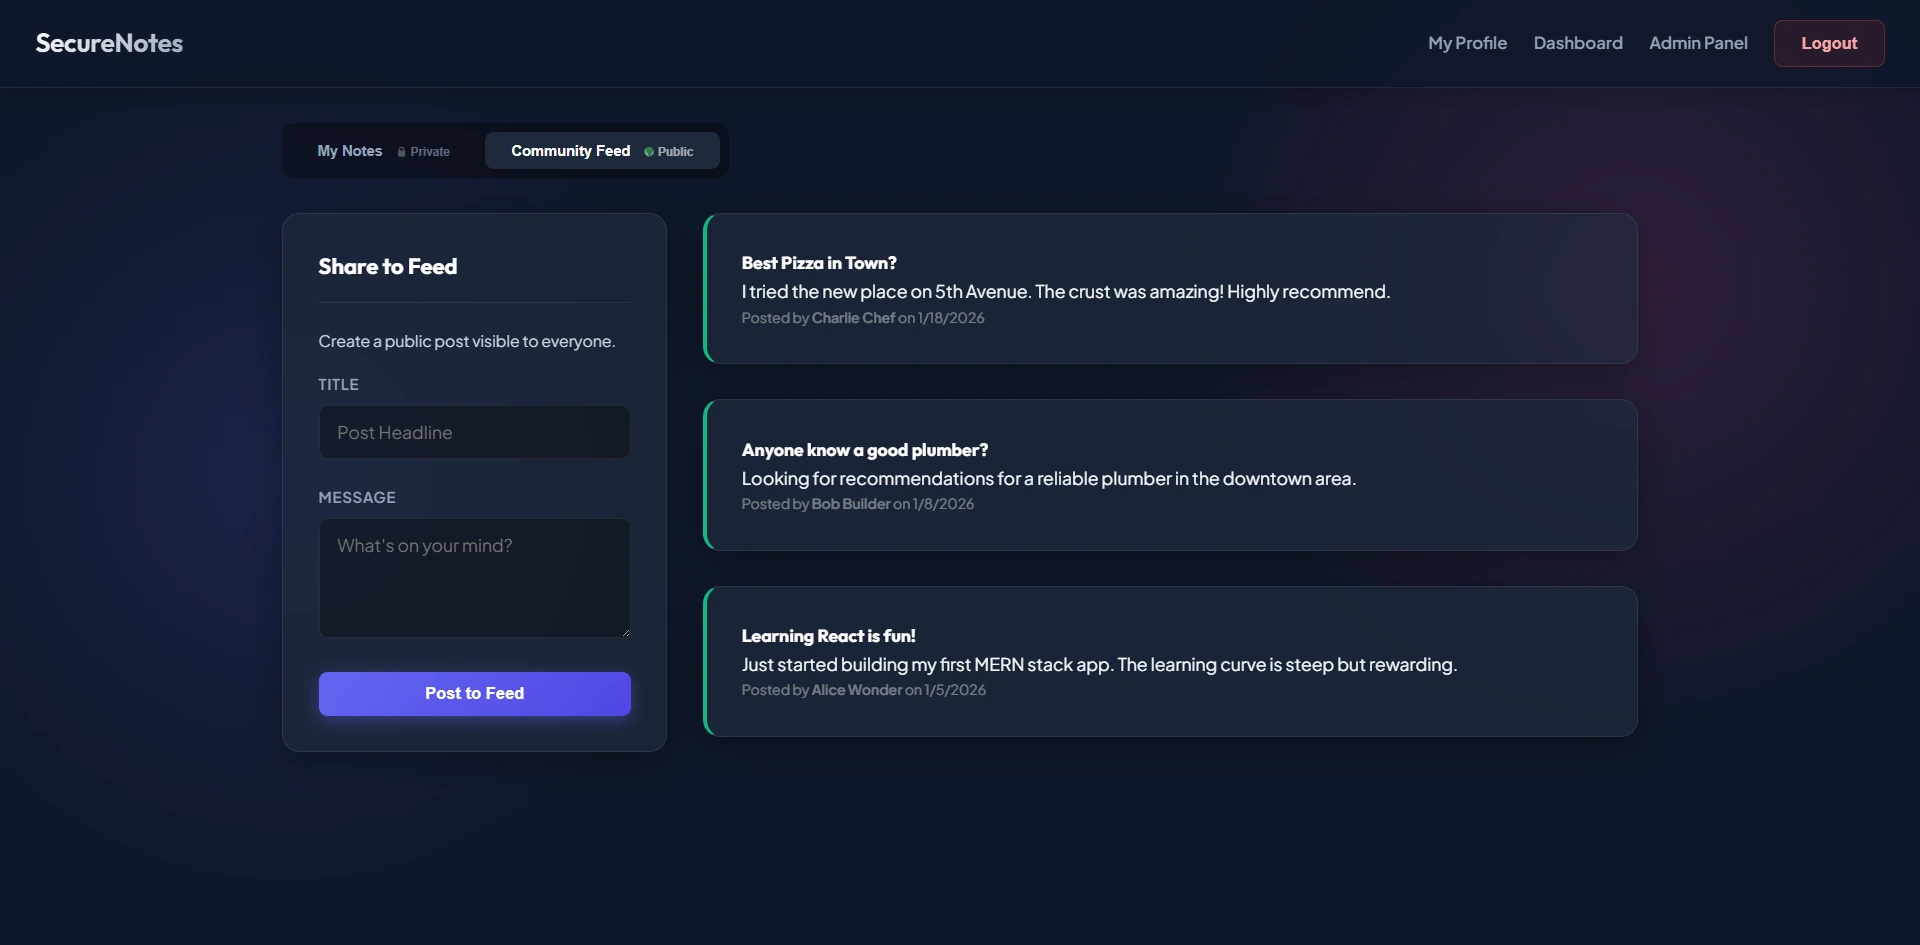 SecureNotes
My Profile
Dashboard
Admin Panel
Logout
My Notes Private
Community Feed Public
Share to Feed
Create a public post visible to everyone.
TITLE
Post Headline
MESSAGE
What's on your mind?
Post to Feed
Best Pizza in Town?
I tried the new place on 5th Avenue. The crust was amazing! Highly recommend.
Posted by Charlie Chef on 1/18/2026
Anyone know a good plumber?
Looking for recommendations for a reliable plumber in the downtown area.
Posted by Bob Builder on 1/8/2026
Learning React is fun!
Just started building my first MERN stack app. The learning curve is steep but rewarding.
Posted by Alice Wonder on 1/5/2026